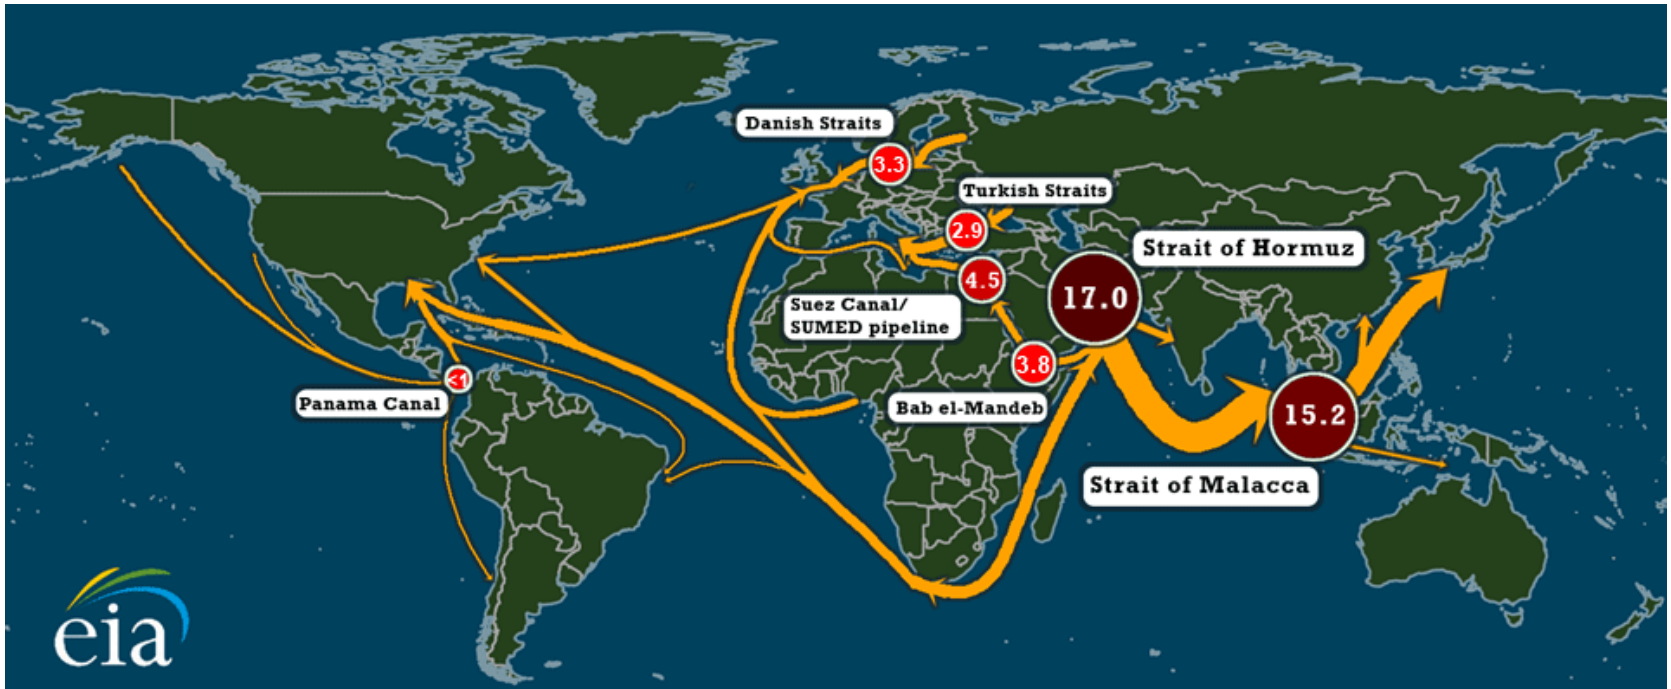 Danish Straits
3.3
Turkish Straits
2.9
Strait of Hormuz
17.0
4.5
Suez Canal/
SUMED pipeline
3.8
Bab el-Mandeb
<1
Panama Canal
15.2
Strait of Malacca
eia